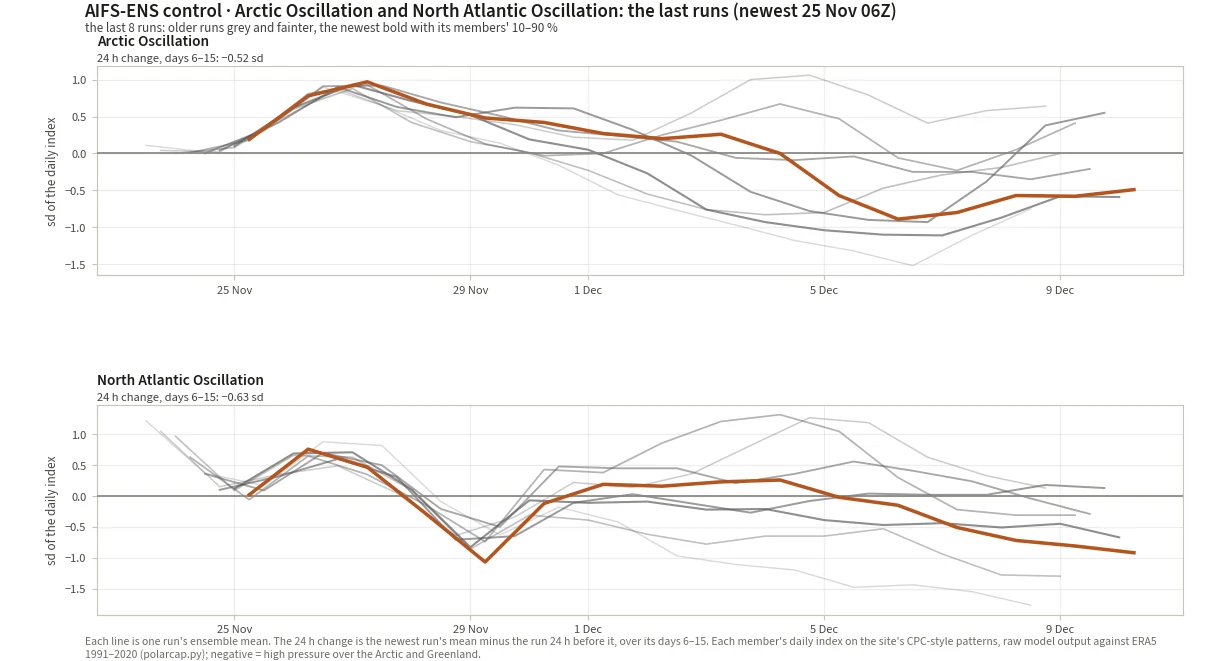 AIFS-ENS control · Arctic Oscillation and North Atlantic Oscillation: the last runs (newest 25 Nov 06Z)
the last 8 runs: older runs grey and fainter, the newest bold with its members' 10–90 %
Arctic Oscillation
24 h change, days 6–15: −0.52 sd
sd of the daily index
1.0
0.5
0.0
−0.5
−1.0
−1.5
25 Nov 29 Nov 1 Dec 5 Dec 9 Dec
North Atlantic Oscillation
24 h change, days 6–15: −0.63 sd
sd of the daily index
1.0
0.5
0.0
−0.5
−1.0
−1.5
25 Nov 29 Nov 1 Dec 5 Dec 9 Dec
Each line is one run's ensemble mean. The 24 h change is the newest run's mean minus the run 24 h before it, over its days 6–15. Each member's daily index on the site's CPC-style patterns, raw model output against ERA5
1991–2020 (polarcap.py); negative = high pressure over the Arctic and Greenland.